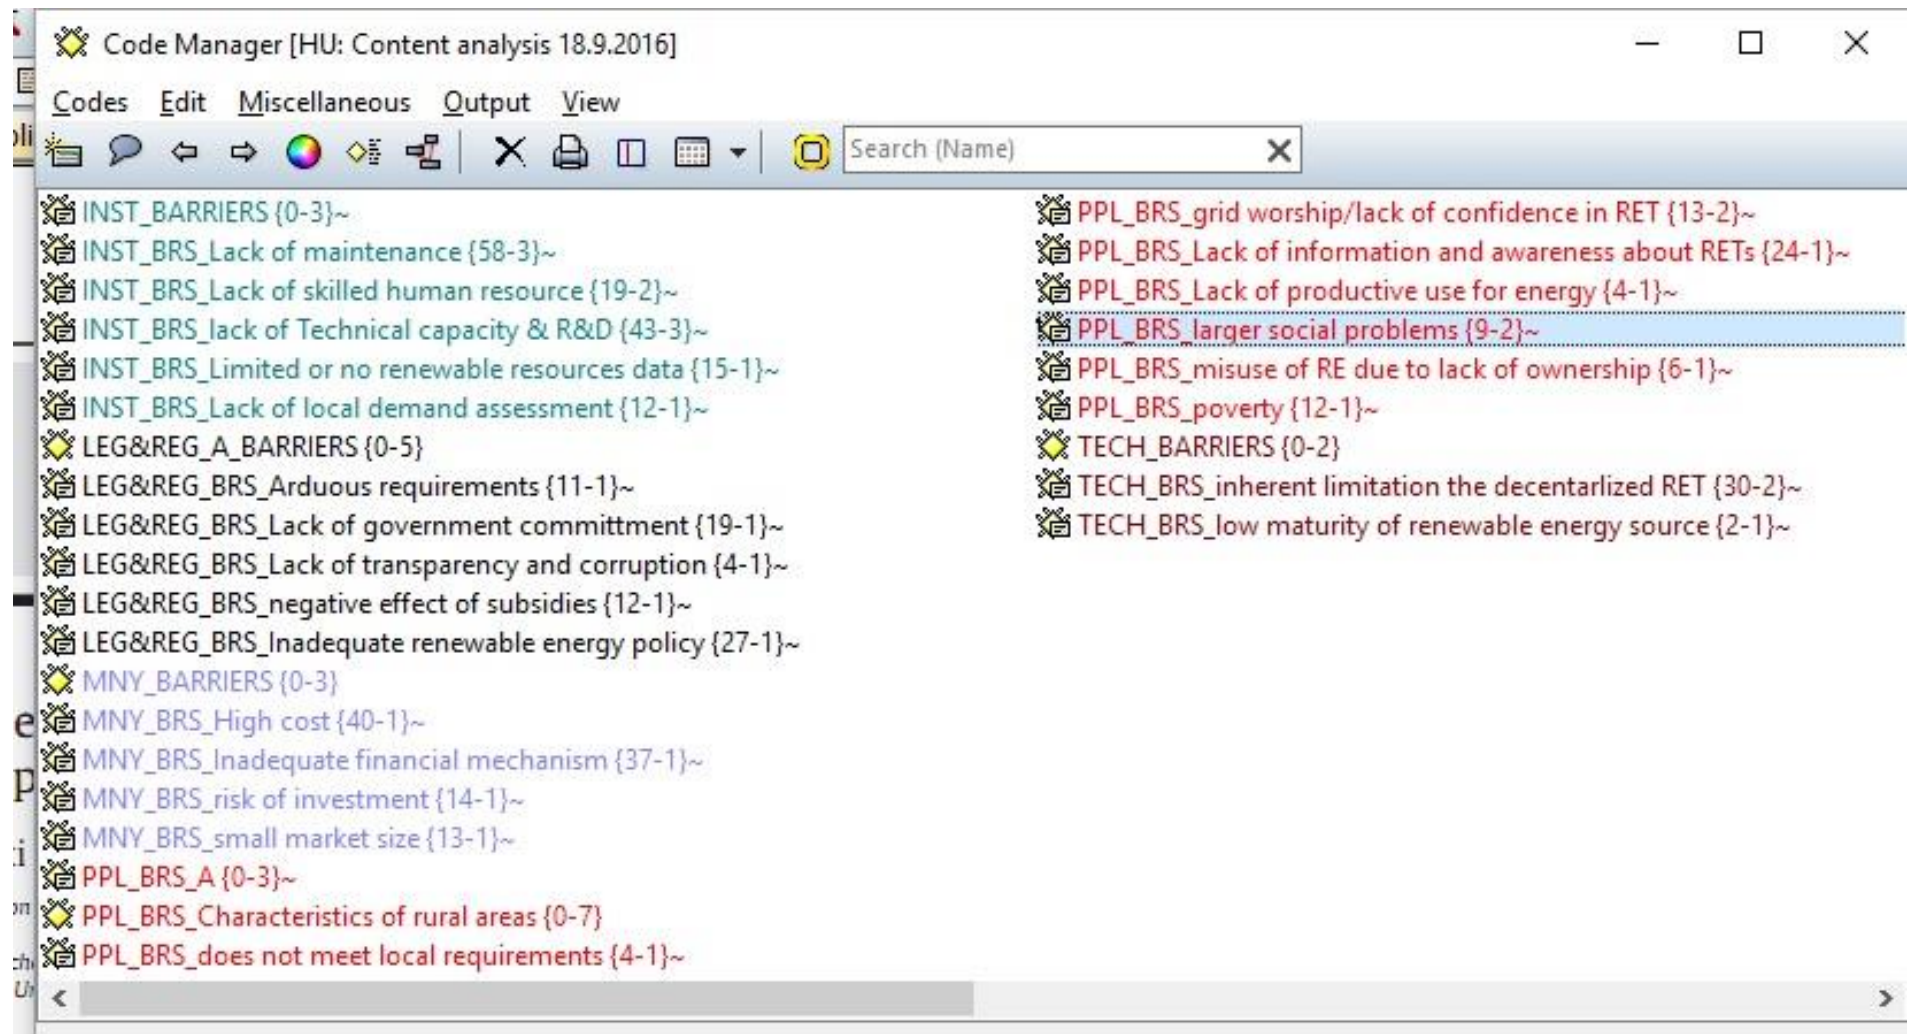 Code Manager [HU: Content analysis 18.9.2016]
Codes Edit Miscellaneous Output View
Search (Name)
INST_BARRIERS {0-3}~
INST_BRS_Lack of maintenance {58-3}~
INST_BRS_Lack of skilled human resource {19-2}~
INST_BRS_lack of Technical capacity & R&D {43-3}~
INST_BRS_Limited or no renewable resources data {15-1}~
INST_BRS_Lack of local demand assessment {12-1}~
LEG&REG_A_BARRIERS {0-5}
LEG&REG_BRS_Arduous requirements {11-1}~
LEG&REG_BRS_Lack of government committment {19-1}~
LEG&REG_BRS_Lack of transparency and corruption {4-1}~
LEG&REG_BRS_negative effect of subsidies {12-1}~
LEG&REG_BRS_Inadequate renewable energy policy {27-1}~
MNY_BARRIERS {0-3}
MNY_BRS_High cost {40-1}~
MNY_BRS_Inadequate financial mechanism {37-1}~
MNY_BRS_risk of investment {14-1}~
MNY_BRS_small market size {13-1}~
PPL_BRS_A {0-3}~
PPL_BRS_Characteristics of rural areas {0-7}
PPL_BRS_does not meet local requirements {4-1}~
PPL_BRS_grid worship/lack of confidence in RET {13-2}~
PPL_BRS_Lack of information and awareness about RETs {24-1}~
PPL_BRS_Lack of productive use for energy {4-1}~
PPL_BRS_larger social problems {9-2}~
PPL_BRS_misuse of RE due to lack of ownership {6-1}~
PPL_BRS_poverty {12-1}~
TECH_BARRIERS {0-2}
TECH_BRS_inherent limitation the decentarlized RET {30-2}~
TECH_BRS_low maturity of renewable energy source {2-1}~